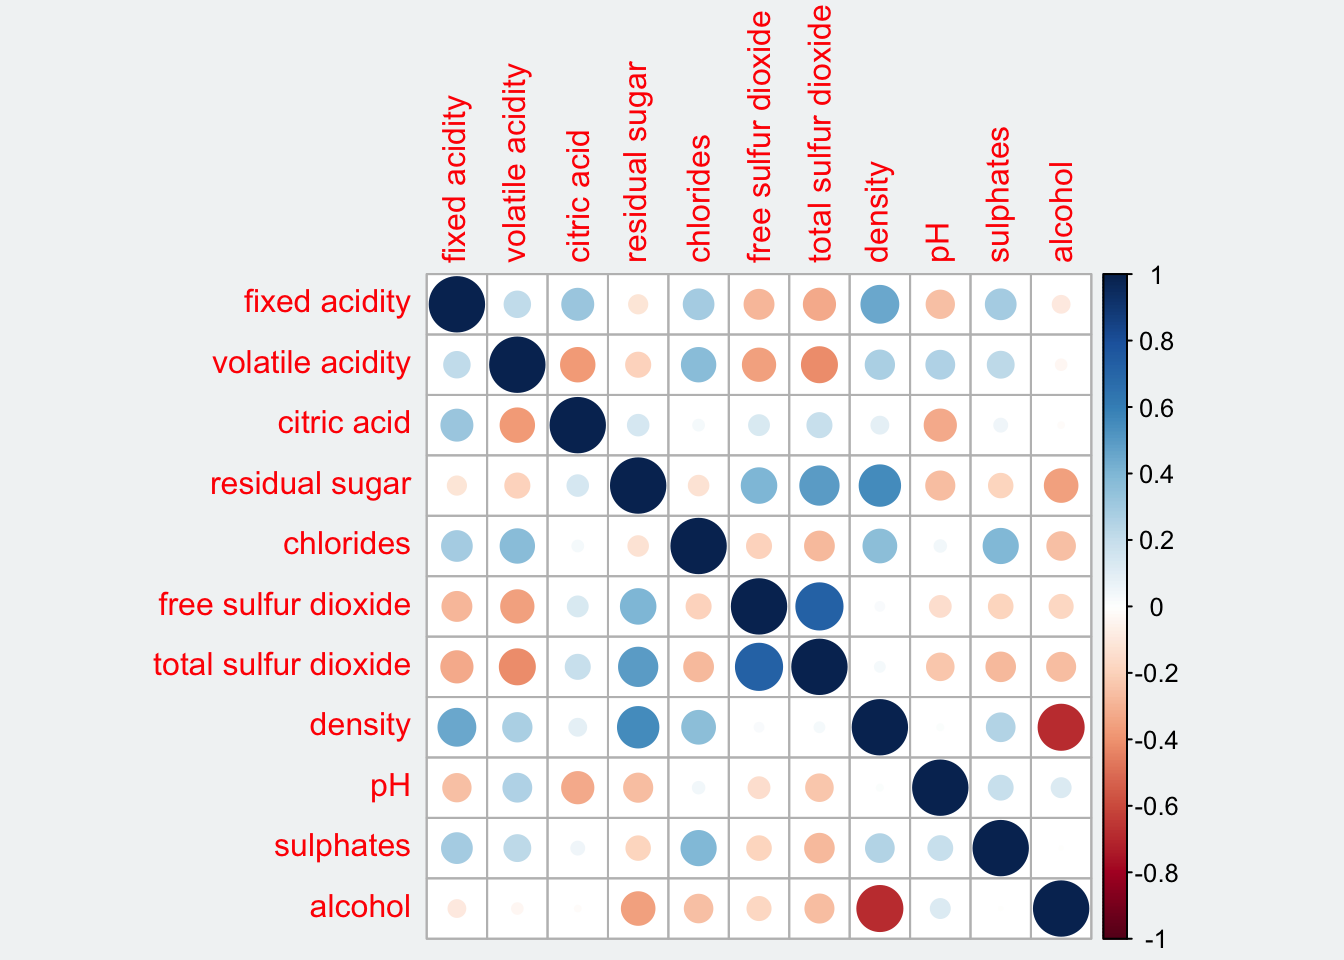 fixed acidity
volatile acidity
citric acid
residual sugar
chlorides
free sulfur dioxide
total sulfur dioxide
density
pH
sulphates
alcohol
fixed acidity
volatile acidity
citric acid
residual sugar
chlorides
free sulfur dioxide
total sulfur dioxide
density
pH
sulphates
alcohol
1
0.8
0.6
0.4
0.2
0
-0.2
-0.4
-0.6
-0.8
-1